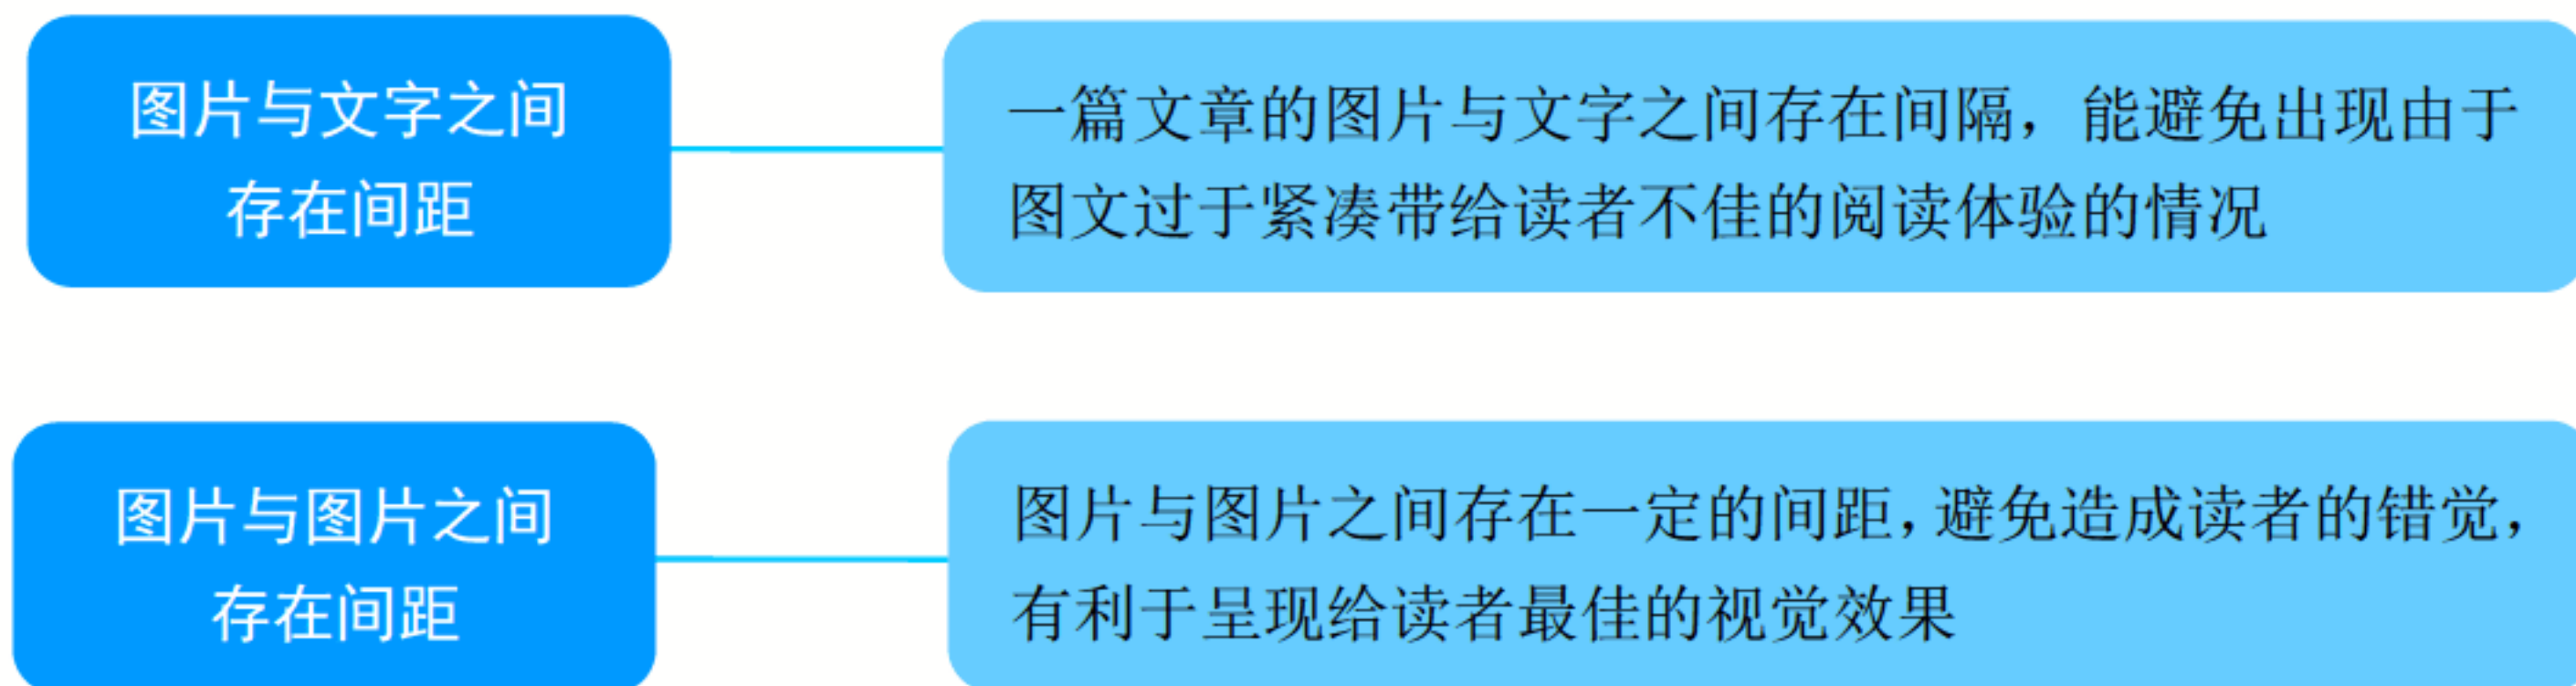 图片与文字之间
存在间距
一篇文章的图片与文字之间存在间隔，能避免出现由于
图文过于紧凑带给读者不佳的阅读体验的情况
图片与图片之间
存在间距
图片与图片之间存在一定的间距，避免造成读者的错觉，
有利于呈现给读者最佳的视觉效果